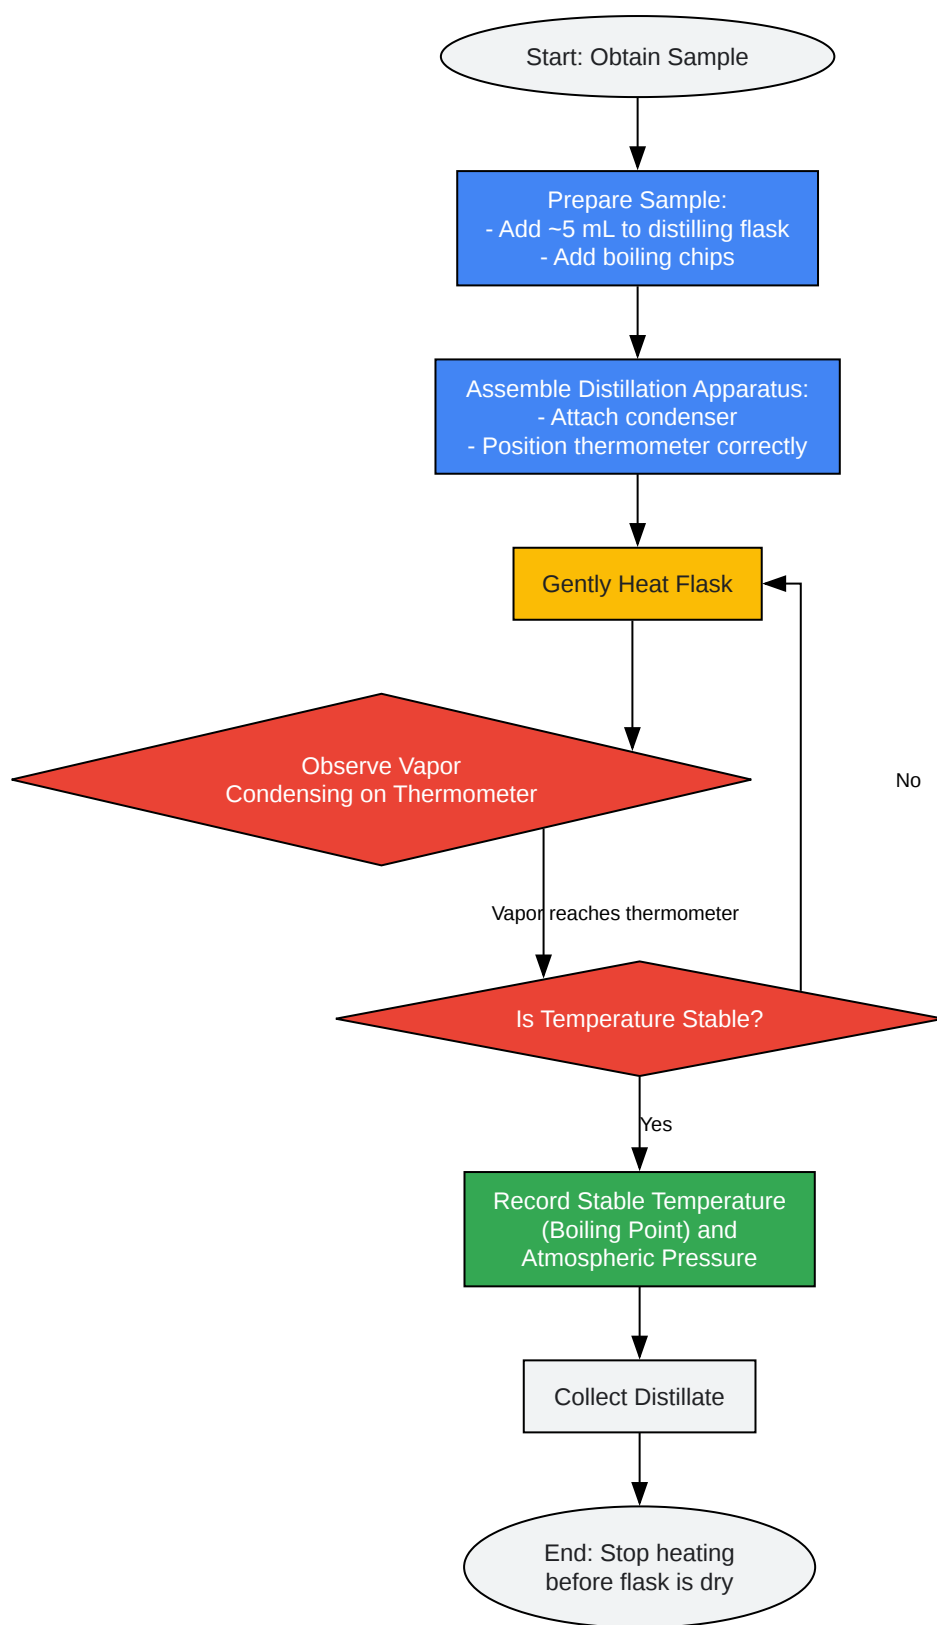 Start: Obtain Sample
Prepare Sample:
- Add ~5 mL to distilling flask
- Add boiling chips
Assemble Distillation Apparatus:
- Attach condenser
- Position thermometer correctly
Gently Heat Flask
Observe Vapor
Condensing on Thermometer
No
Vapor reaches thermometer
Is Temperature Stable?
Yes
Record Stable Temperature
(Boiling Point) and
Atmospheric Pressure
Collect Distillate
End: Stop heating
before flask is dry